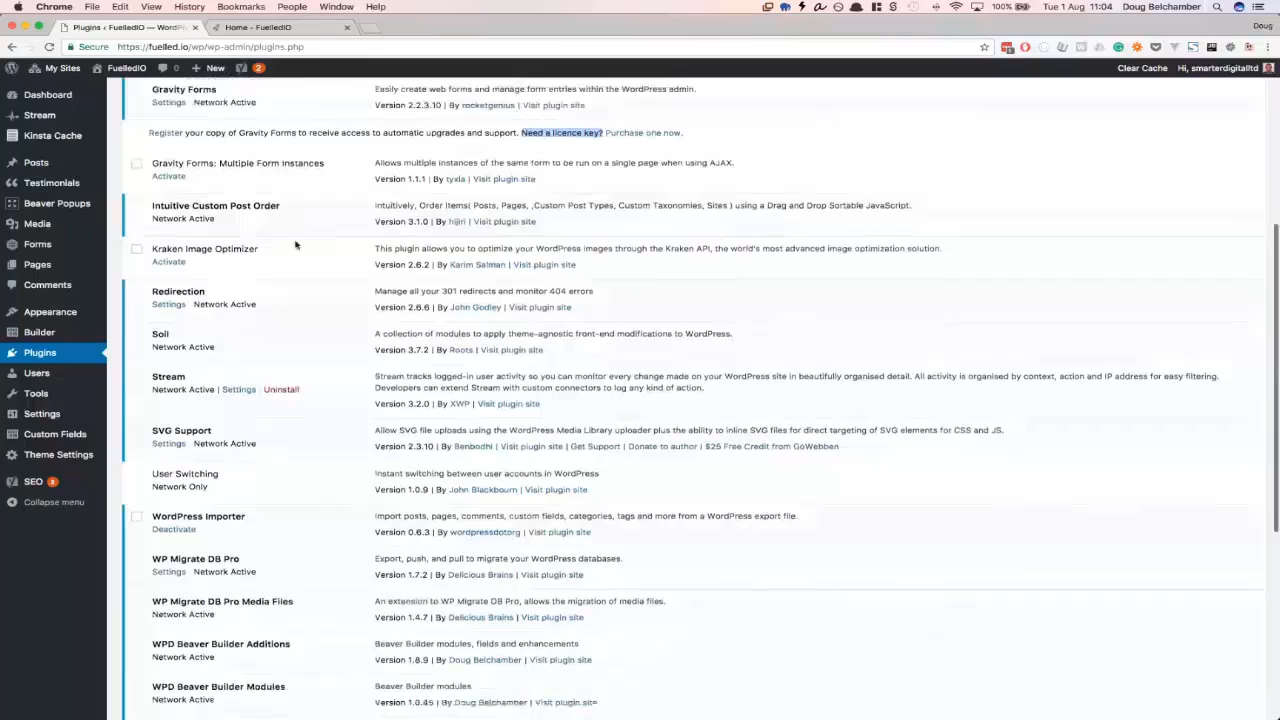 Chrome File Edit View History Bookmarks People Window Help 100% Tue 1 Aug 11:04 Doug Belchamber
Plugins ‹ FuelledIO — WordPr Home - FuelledIO Doug
Secure https://fuelled.io/wp/wp-admin/plugins.php
My Sites FuelledIO 0 + New 2 Clear Cache Hi, smarterdigitalltd
Dashboard
Stream
Kinsta Cache
Posts
Testimonials
Beaver Popups
Media
Forms
Pages
Comments
Appearance
Builder
Plugins
Users
Tools
Settings
Custom Fields
Theme Settings
SEO 3
Collapse menu
Gravity Forms Easily create web forms and manage form entries within the WordPress admin.
Settings Network Active Version 2.2.3.10 | By rocketgenius | Visit plugin site
Register your copy of Gravity Forms to receive access to automatic upgrades and support. Need a licence key? Purchase one now.
Gravity Forms: Multiple Form Instances Allows multiple instances of the same form to be run on a single page when using AJAX.
Activate Version 1.1.1 | By tyxla | Visit plugin site
Intuitive Custom Post Order Intuitively, Order Items( Posts, Pages, ,Custom Post Types, Custom Taxonomies, Sites ) using a Drag and Drop Sortable JavaScript.
Network Active Version 3.1.0 | By hijiri | Visit plugin site
Kraken Image Optimizer This plugin allows you to optimize your WordPress images through the Kraken API, the world's most advanced image optimization solution.
Activate Version 2.6.2 | By Karim Salman | Visit plugin site
Redirection Manage all your 301 redirects and monitor 404 errors
Settings Network Active Version 2.6.6 | By John Godley | Visit plugin site
Soil A collection of modules to apply theme-agnostic front-end modifications to WordPress.
Network Active Version 3.7.2 | By Roots | Visit plugin site
Stream Stream tracks logged-in user activity so you can monitor every change made on your WordPress site in beautifully organised detail. All activity is organised by context, action and IP address for easy filtering.
Network Active | Settings | Uninstall Developers can extend Stream with custom connectors to log any kind of action.
Version 3.2.0 | By XWP | Visit plugin site
SVG Support Allow SVG file uploads using the WordPress Media Library uploader plus the ability to inline SVG files for direct targeting of SVG elements for CSS and JS.
Settings Network Active Version 2.3.10 | By Benbodhi | Visit plugin site | Get Support | Donate to author | $25 Free Credit from GoWebben
User Switching Instant switching between user accounts in WordPress
Network Only Version 1.0.9 | By John Blackbourn | Visit plugin site
WordPress Importer Import posts, pages, comments, custom fields, categories, tags and more from a WordPress export file.
Deactivate Version 0.6.3 | By wordpressdotorg | Visit plugin site
WP Migrate DB Pro Export, push, and pull to migrate your WordPress databases.
Settings Network Active Version 1.7.2 | By Delicious Brains | Visit plugin site
WP Migrate DB Pro Media Files An extension to WP Migrate DB Pro, allows the migration of media files.
Network Active Version 1.4.7 | By Delicious Brains | Visit plugin site
WPD Beaver Builder Additions Beaver Builder modules, fields and enhancements
Network Active Version 1.8.9 | By Doug Belchamber | Visit plugin site
WPD Beaver Builder Modules Beaver Builder modules
Network Active Version 1.0.45 | By Doug Belchamber | Visit plugin site